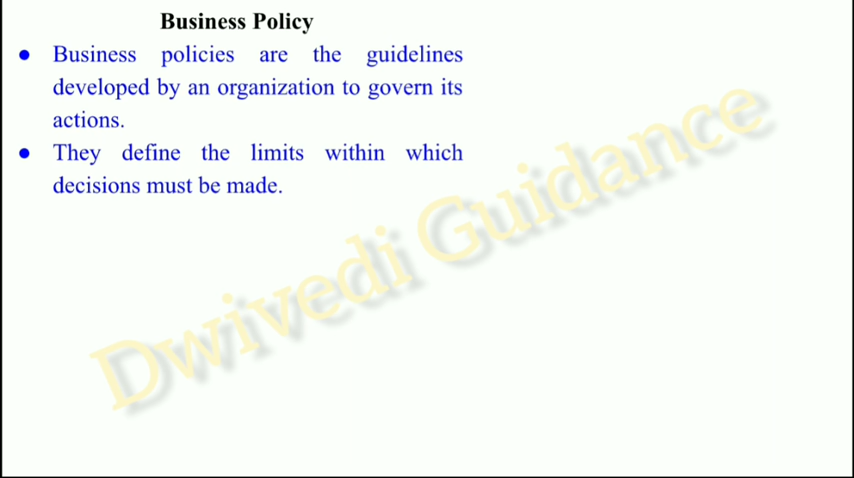 Business Policy
● Business policies are the guidelines
developed by an organization to govern its
actions.
● They define the limits within which
decisions must be made.
Dwivedi Guidance